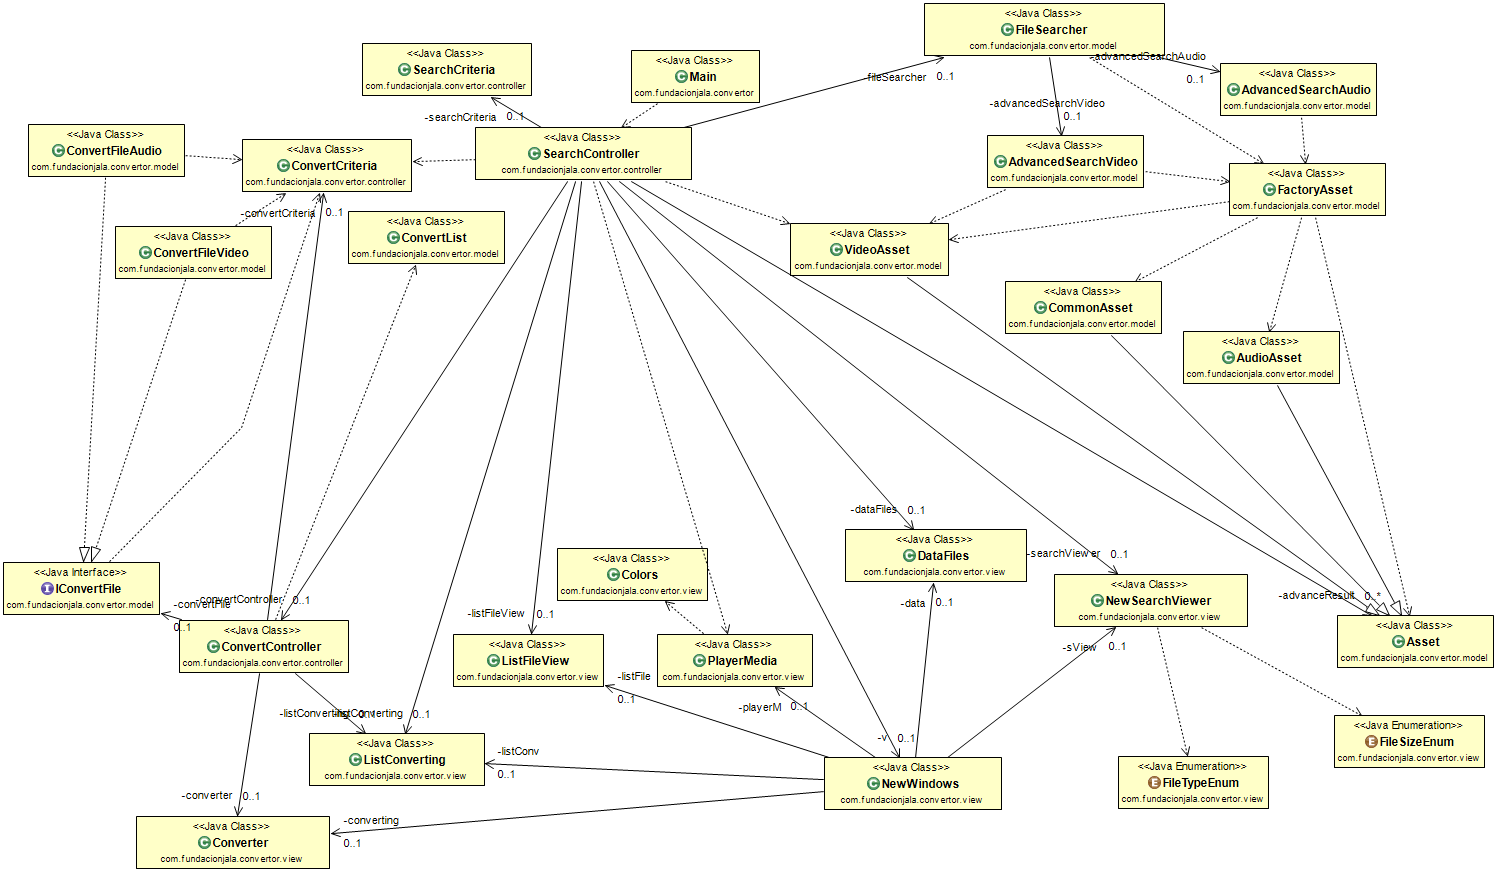 <<Java Class>>
FileSearcher
com.fundacionjala.convertor.model
<<Java Class>>
SearchCriteria
com.fundacionjala.convertor.controller
<<Java Class>>
Main
com.fundacionjala.convertor
-advancedSearchAudio
0..1
<<Java Class>>
AdvancedSearchAudio
com.fundacionjala.convertor.model
-fileSearcher
0..1
-advancedSearchVideo
0..1
-searchCriteria
0..1
<<Java Class>>
ConvertFileAudio
com.fundacionjala.convertor.model
<<Java Class>>
ConvertCriteria
com.fundacionjala.convertor.controller
<<Java Class>>
SearchController
com.fundacionjala.convertor.controller
<<Java Class>>
AdvancedSearchVideo
com.fundacionjala.convertor.model
<<Java Class>>
FactoryAsset
com.fundacionjala.convertor.model
-convertCriteria
0..1
<<Java Class>>
ConvertFileVideo
com.fundacionjala.convertor.model
<<Java Class>>
ConvertList
com.fundacionjala.convertor.model
<<Java Class>>
VideoAsset
com.fundacionjala.convertor.model
<<Java Class>>
CommonAsset
com.fundacionjala.convertor.model
<<Java Class>>
AudioAsset
com.fundacionjala.convertor.model
-dataFiles
0..1
<<Java Class>>
DataFiles
com.fundacionjala.convertor.view
-searchViewer
0..1
<<Java Class>>
Colors
com.fundacionjala.convertor.view
<<Java Interface>>
IConvertFile
com.fundacionjala.convertor.model
-convertFile
0..1
-convertController
0..1
-listFileView
0..1
-data
0..1
<<Java Class>>
NewSearchViewer
com.fundacionjala.convertor.view
-advanceResult
0..*
<<Java Class>>
Asset
com.fundacionjala.convertor.model
<<Java Class>>
ConvertController
com.fundacionjala.convertor.controller
<<Java Class>>
ListFileView
com.fundacionjala.convertor.view
<<Java Class>>
PlayerMedia
com.fundacionjala.convertor.view
-sView
0..1
-listFile
0..1
-playerM
0..1
-listConverting
0..1
-listConverting
0..1
-v
0..1
<<Java Class>>
ListConverting
com.fundacionjala.convertor.view
-listConv
0..1
<<Java Class>>
NewWindows
com.fundacionjala.convertor.view
<<Java Enumeration>>
FileTypeEnum
com.fundacionjala.convertor.view
<<Java Enumeration>>
FileSizeEnum
com.fundacionjala.convertor.view
-converter
0..1
-converting
0..1
<<Java Class>>
Converter
com.fundacionjala.convertor.view